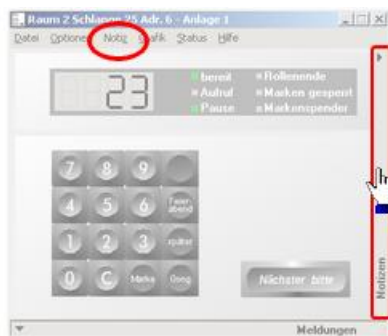 Raum 2 Schlange 25 Adr. 6 - Anlage 1
Datei Optionen Notiz Grafik Status Hilfe
23
bereit Rollenende
Aufruf Marken gesperrt
Pause Markenspender
7 8 9
4 5 6 Feier-abend
1 2 3 später
0 C Marke Gong
Nächster bitte
Notizen
Meldungen